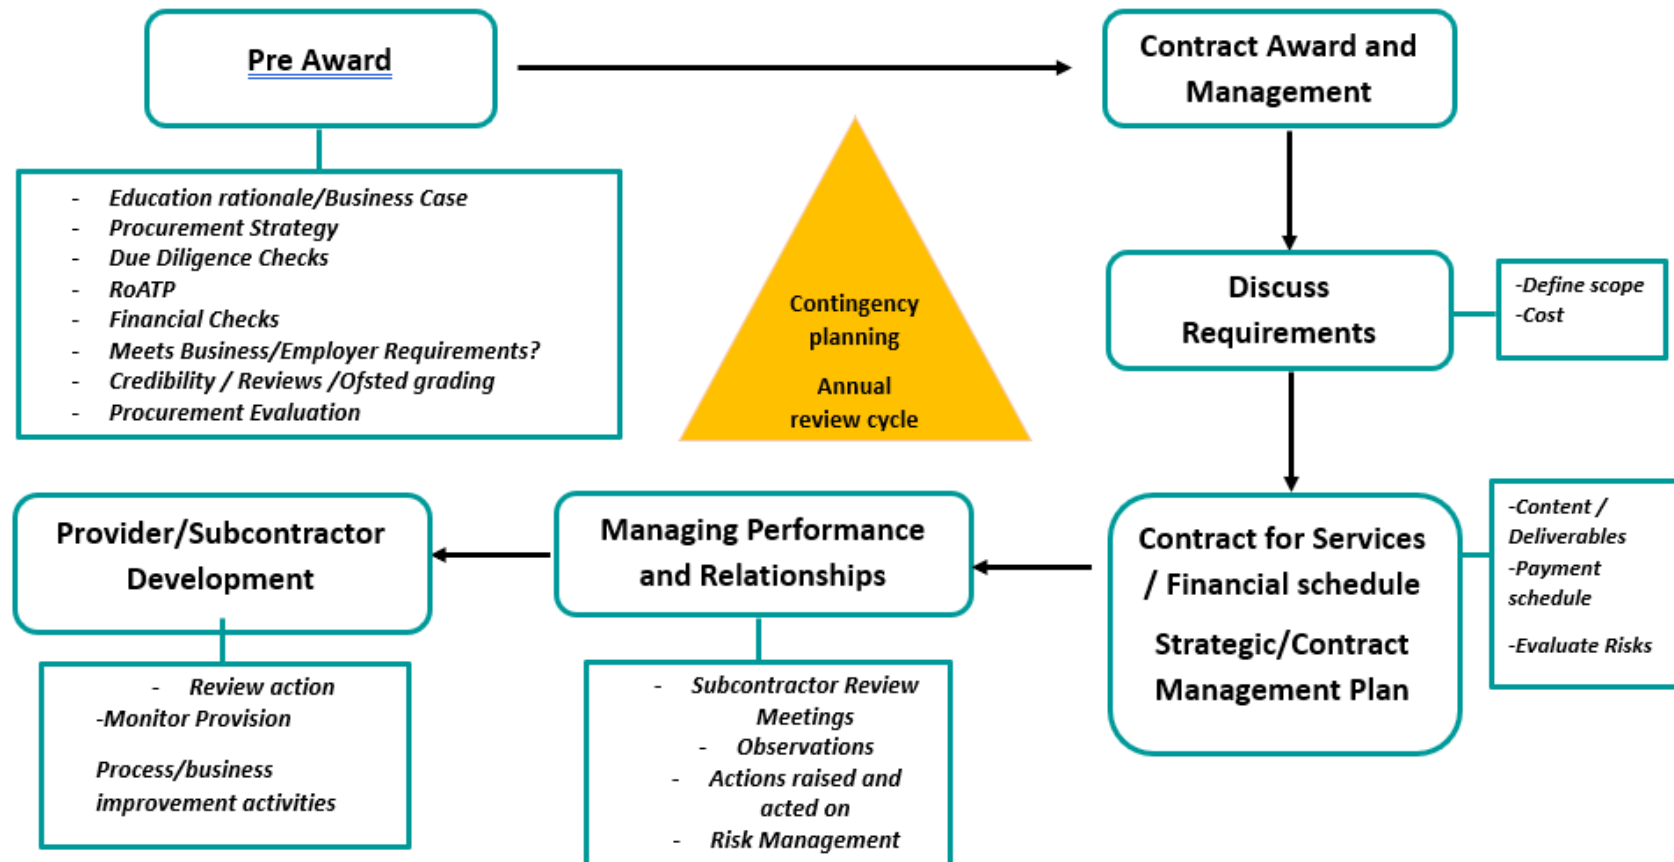 Pre Award
Contract Award and
Management
- Education rationale/Business Case
- Procurement Strategy
- Due Diligence Checks
- RoATP
- Financial Checks
- Meets Business/Employer Requirements?
- Credibility / Reviews /Ofsted grading
- Procurement Evaluation
Contingency
planning
Annual
review cycle
Discuss
Requirements
-Define scope
-Cost
Contract for Services
/ Financial schedule
Strategic/Contract
Management Plan
-Content /
Deliverables
-Payment
schedule
-Evaluate Risks
Managing Performance
and Relationships
- Subcontractor Review
Meetings
- Observations
- Actions raised and
acted on
- Risk Management
Provider/Subcontractor
Development
- Review action
-Monitor Provision
Process/business
improvement activities